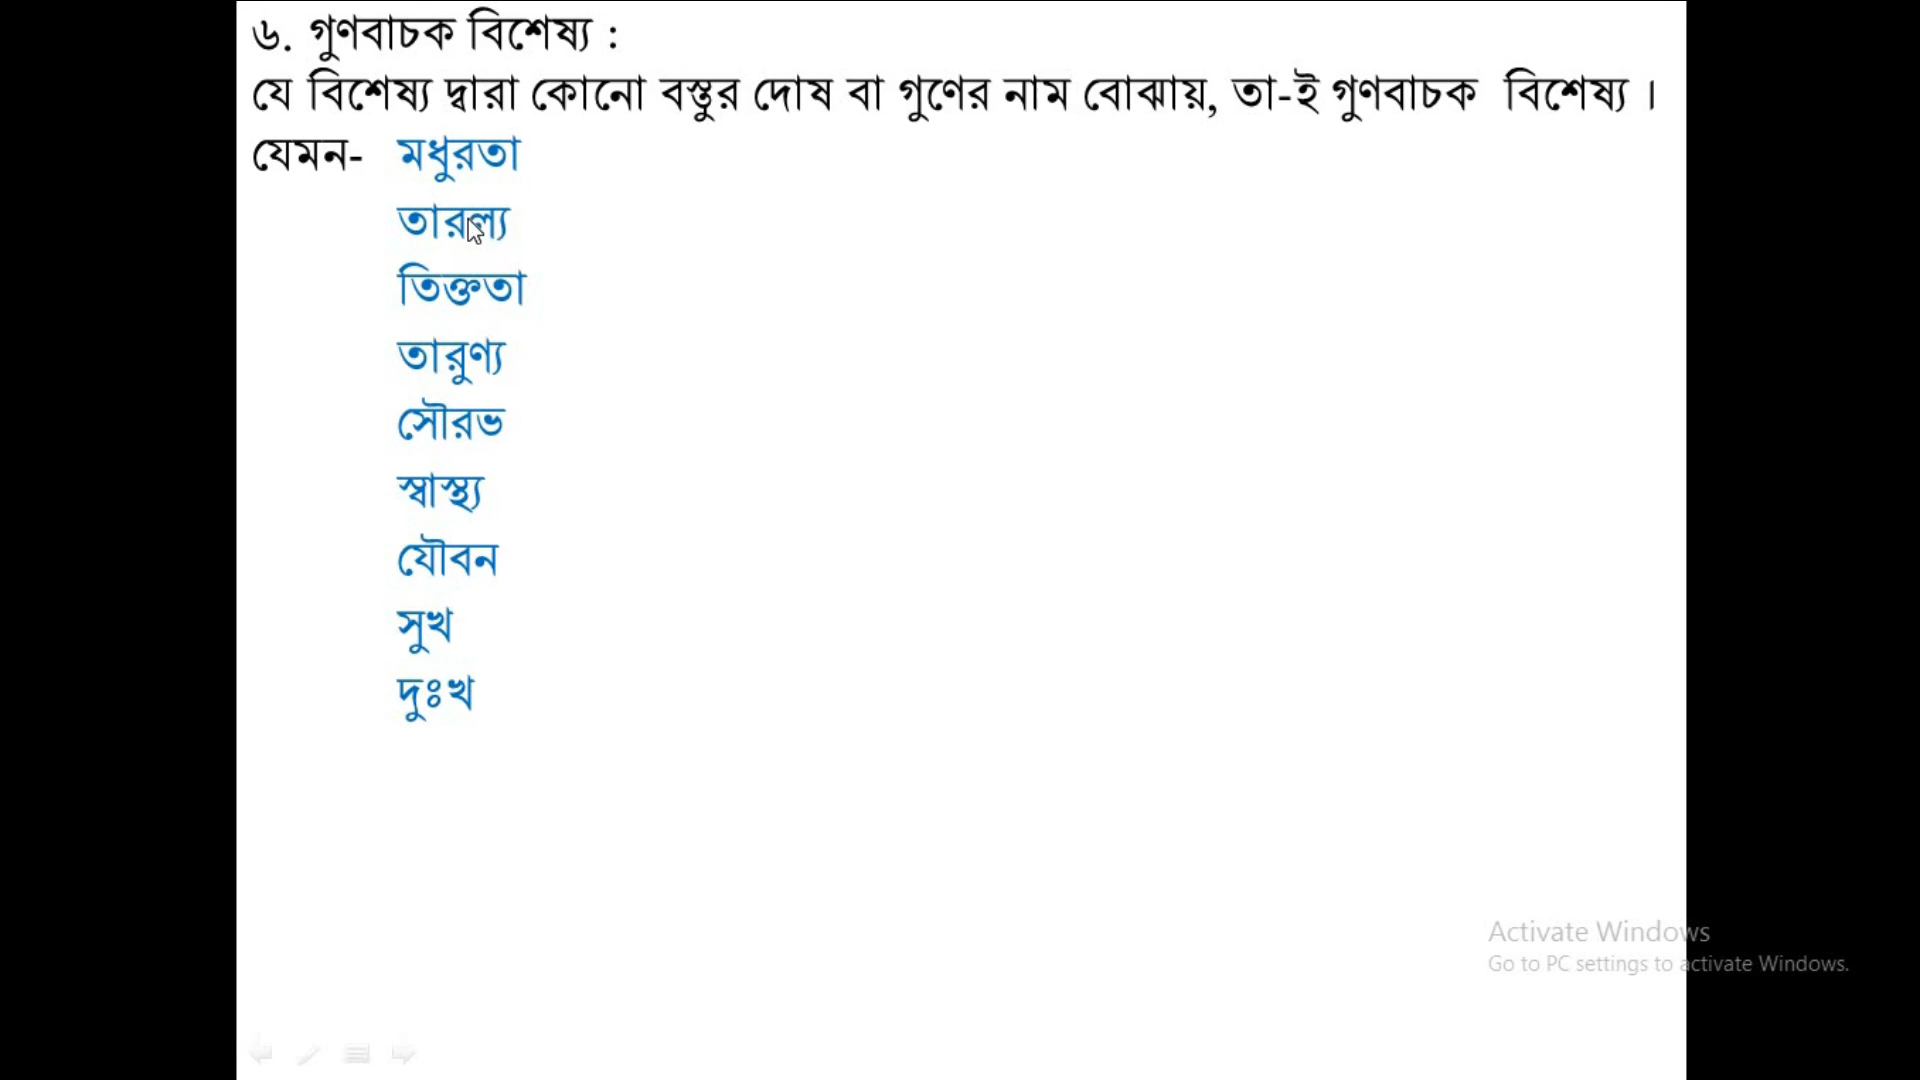 ৬. গুণবাচক বিশেষ্য :
যে বিশেষ্য দ্বারা কোনো বস্তুর দোষ বা গুণের নাম বোঝায়, তা-ই গুণবাচক বিশেষ্য ।
যেমন- মধুরতা
তারল্য
তিক্ততা
তারুণ্য
সৌরভ
স্বাস্থ্য
যৌবন
সুখ
দুঃখ
Activate Windows
Go to PC settings to activate Windows.